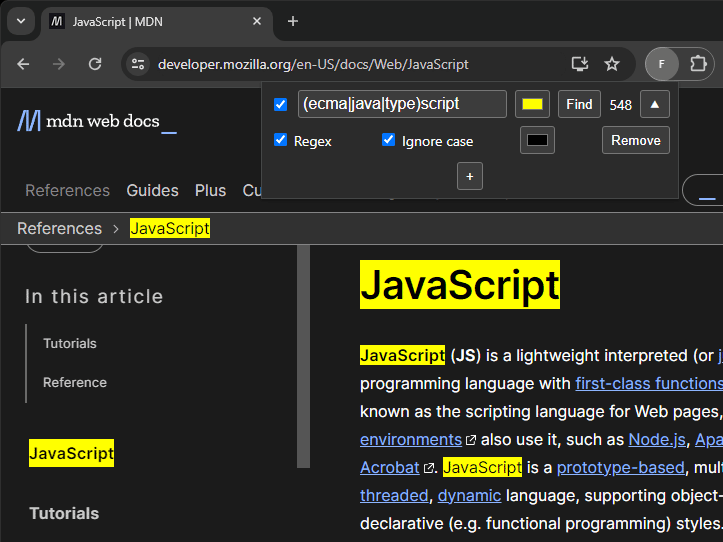 JavaScript | MDN
developer.mozilla.org/en-US/docs/Web/JavaScript
F
(ecma|java|type)script
Find
548
▲
Regex
Ignore case
Remove
+
mdn web docs_
References
Guides
Plus
References > JavaScript
In this article
Tutorials
Reference
JavaScript
Tutorials
JavaScript
JavaScript (JS) is a lightweight interpreted (or
programming language with first-class functions
known as the scripting language for Web pages,
environments also use it, such as Node.js,
Acrobat. JavaScript is a prototype-based,
threaded, dynamic language, supporting object-
declarative (e.g. functional programming) styles.